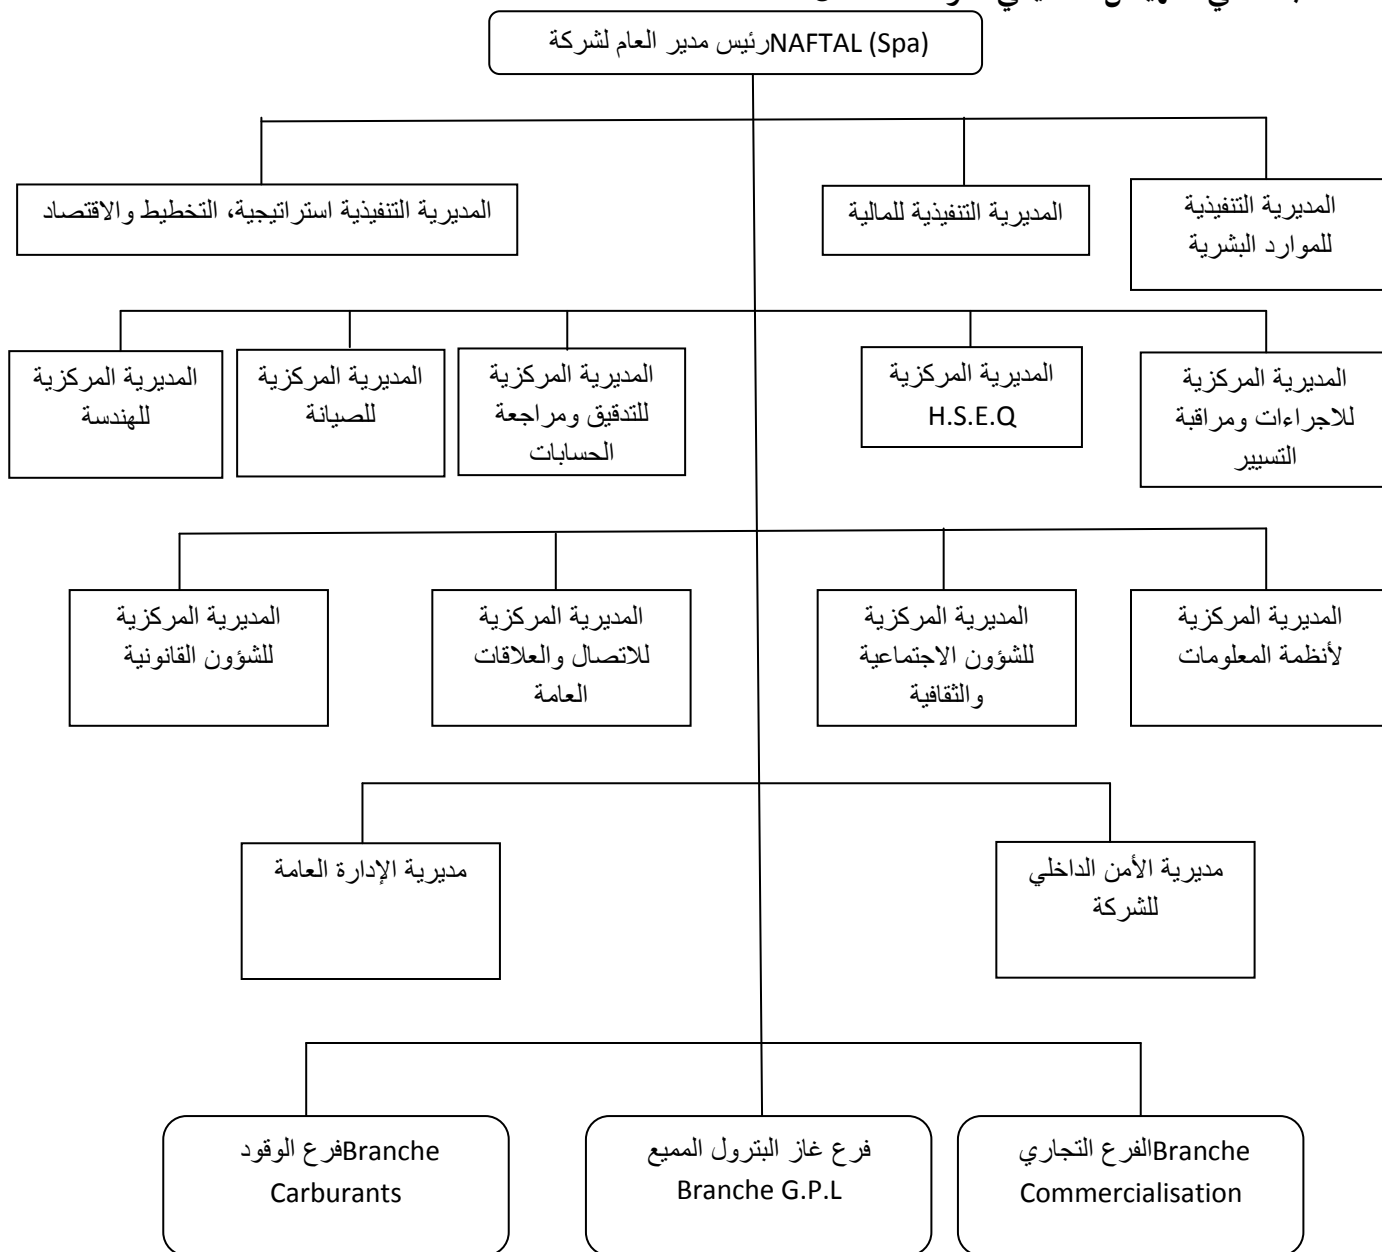 رئيس مدير العام لشركة NAFTAL (Spa)
المديرية التنفيذية
للموارد البشرية
المديرية التنفيذية للمالية
المديرية التنفيذية استراتيجية، التخطيط والاقتصاد
المديرية المركزية
للاجراءات ومراقبة
التسيير
المديرية المركزية
H.S.E.Q
المديرية المركزية
للتدقيق ومراجعة
الحسابات
المديرية المركزية
للصيانة
المديرية المركزية
للهندسة
المديرية المركزية
لأنظمة المعلومات
المديرية المركزية
للشؤون الاجتماعية
والثقافية
المديرية المركزية
للاتصال والعلاقات
العامة
المديرية المركزية
للشؤون القانونية
مديرية الأمن الداخلي
للشركة
مديرية الإدارة العامة
الفرع التجاري Branche
Commercialisation
فرع غاز البترول المميع
Branche G.P.L
فرع الوقود Branche
Carburants